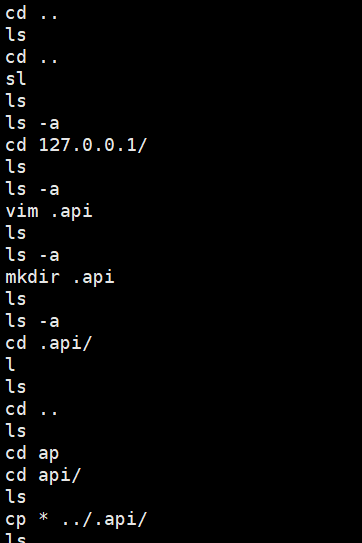 cd ..
ls
cd ..
sl
ls
ls -a
cd 127.0.0.1/
ls
ls -a
vim .api
ls
ls -a
mkdir .api
ls
ls -a
cd .api/
l
ls
cd ..
ls
cd ap
cd api/
ls
cp * ../.api/
ls